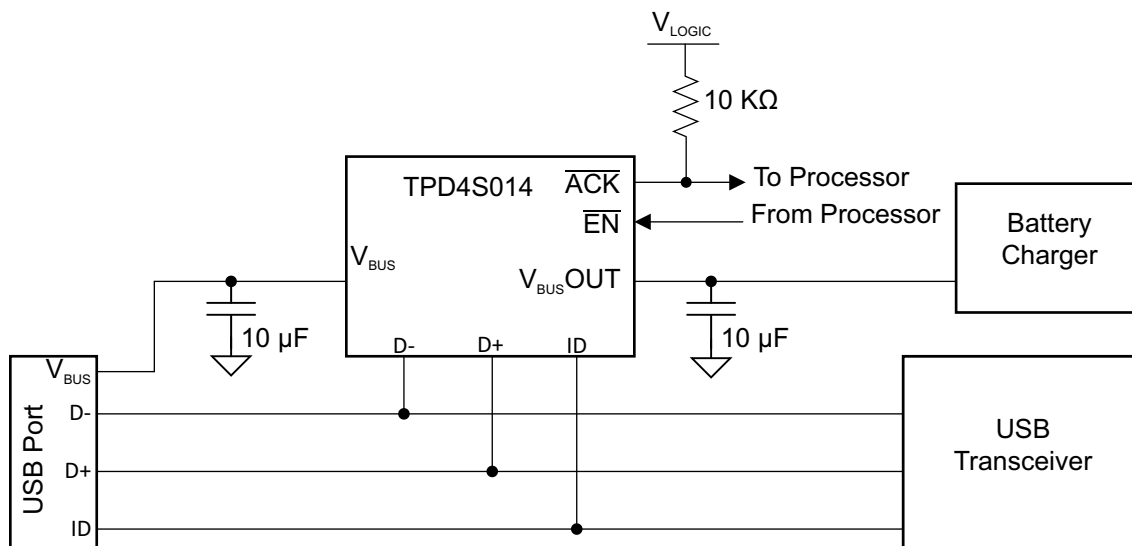 VLOGIC
10 KΩ
TPD4S014
ACK
To Processor
EN
From Processor
Battery
Charger
VBUS
VBUSOUT
10 µF
10 µF
D-
D+
ID
USB Port
VBUS
D-
D+
ID
USB
Transceiver